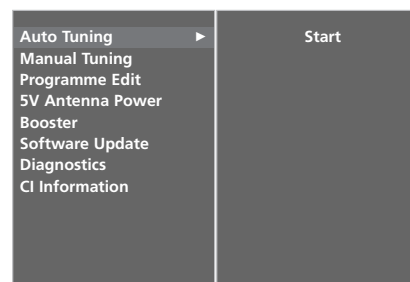 Auto Tuning ► Start
Manual Tuning
Programme Edit
5V Antenna Power
Booster
Software Update
Diagnostics
CI Information